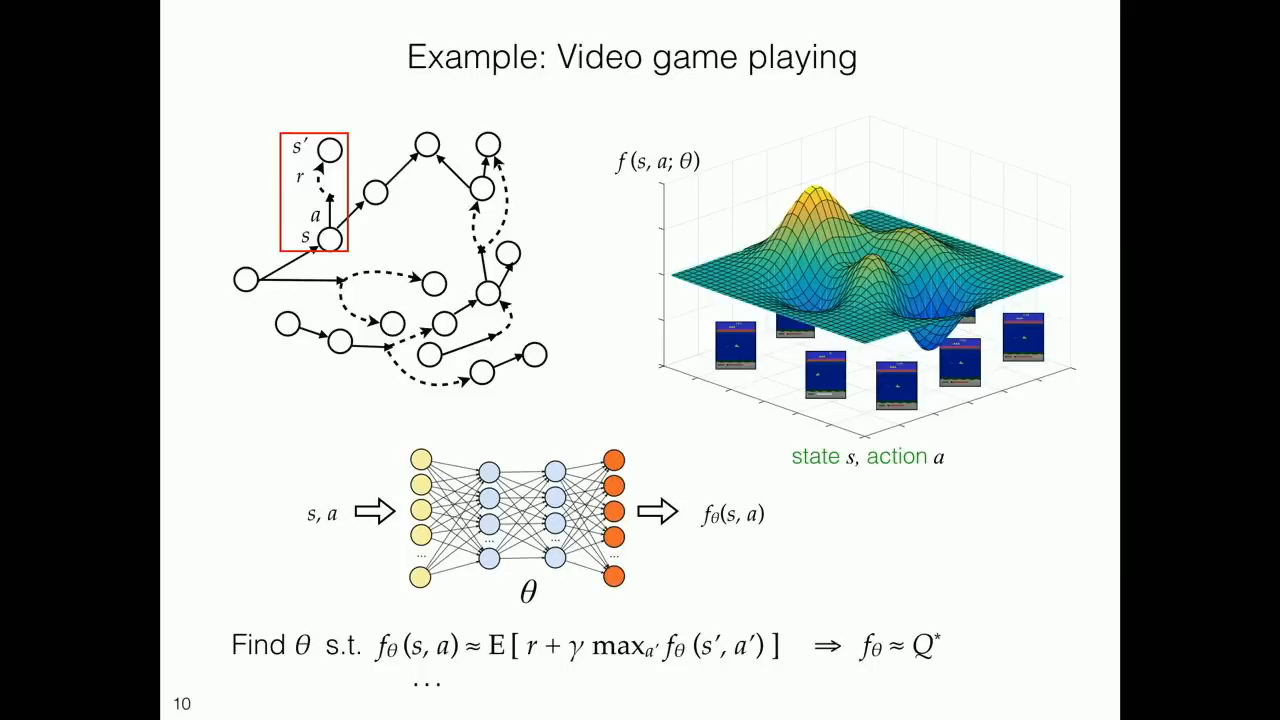 Example: Video game playing
s′
r
a
s
f (s, a; θ)
state s, action a
s, a
...
...
...
...
fθ(s, a)
θ
Find θ s.t. fθ (s, a) ≈ E [ r + γ maxa′ fθ (s′, a′) ] ⇒ fθ ≈ Q*
...
10